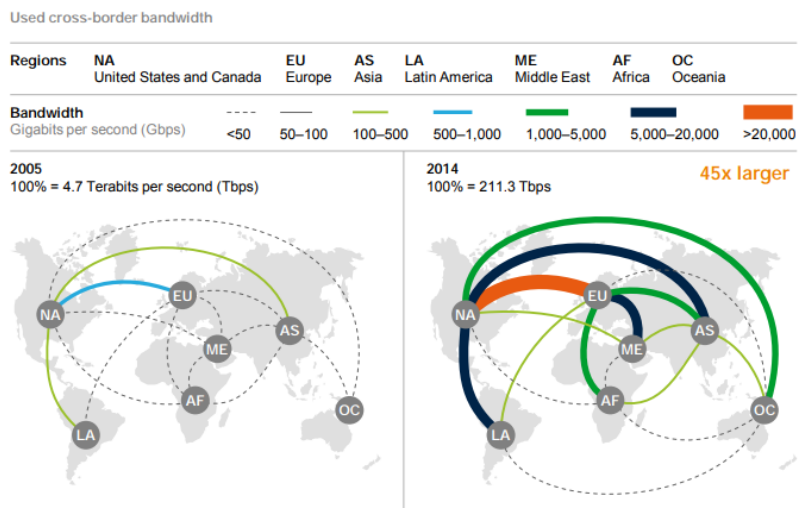 Used cross-border bandwidth
Regions NA EU AS LA ME AF OC
United States and Canada Europe Asia Latin America Middle East Africa Oceania
Bandwidth
Gigabits per second (Gbps) <50 50–100 100–500 500–1,000 1,000–5,000 5,000–20,000 >20,000
2005
100% = 4.7 Terabits per second (Tbps)
NA
EU
AS
ME
AF
OC
LA
2014
45x larger
100% = 211.3 Tbps
NA
EU
AS
ME
AF
OC
LA